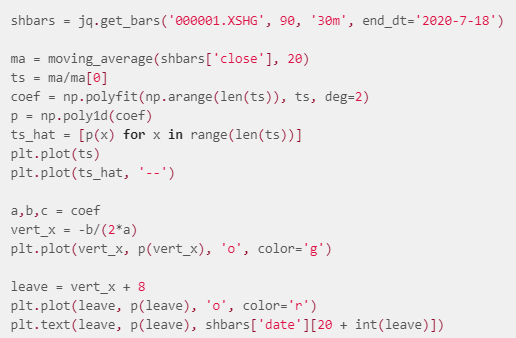 shbars = jq.get_bars('000001.XSHG', 90, '30m', end_dt='2020-7-18')
ma = moving_average(shbars['close'], 20)
ts = ma/ma[0]
coef = np.polyfit(np.arange(len(ts)), ts, deg=2)
p = np.poly1d(coef)
ts_hat = [p(x) for x in range(len(ts))]
plt.plot(ts)
plt.plot(ts_hat, '--')
a,b,c = coef
vert_x = -b/(2*a)
plt.plot(vert_x, p(vert_x), 'o', color='g')
leave = vert_x + 8
plt.plot(leave, p(leave), 'o', color='r')
plt.text(leave, p(leave), shbars['date'][20 + int(leave)])